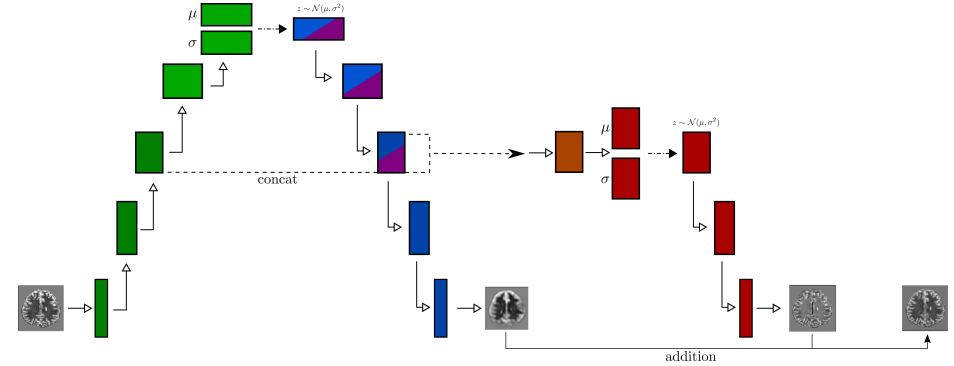 μ
z ∼ 𝒩(μ, σ²)
σ
μ
z ∼ 𝒩(μ, σ²)
σ
concat
addition